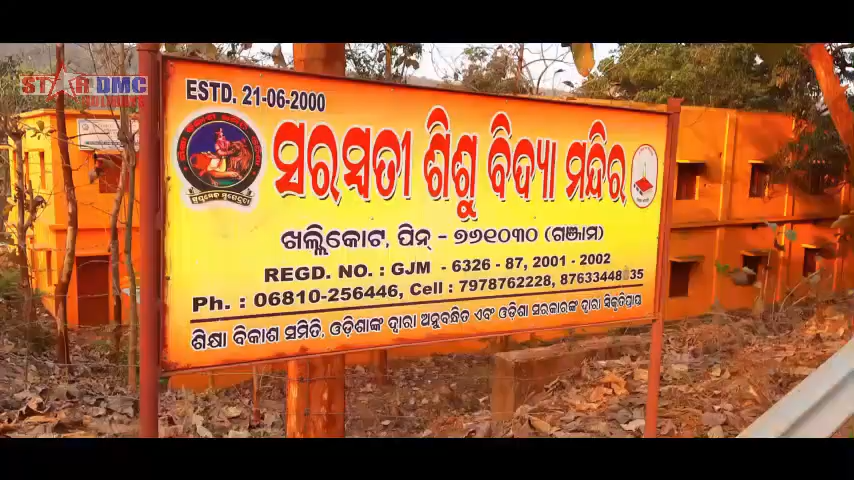 STAR DMC
ESTD. 21-06-2000
ସରସ୍ୱତୀ ଶିଶୁ ବିଦ୍ୟା ମନ୍ଦିର
ଖଲ୍ଲିକୋଟ, ପିନ୍ - ୭୬୧୦୩୦ (ଗଞ୍ଜାମ)
REGD. NO. : GJM - 6326 - 87, 2001 - 2002
Ph. : 06810-256446, Cell : 7978762228,
ଶିକ୍ଷା ବିକାଶ ସମିତି, ଓଡ଼ିଶାଙ୍କ ଦ୍ୱାରା ଅନୁବନ୍ଧିତ ଏବଂ ଓଡ଼ିଶା ସରକାରଙ୍କ ଦ୍ୱାରା ସ୍ୱିକୃତିପ୍ରାପ୍ତ